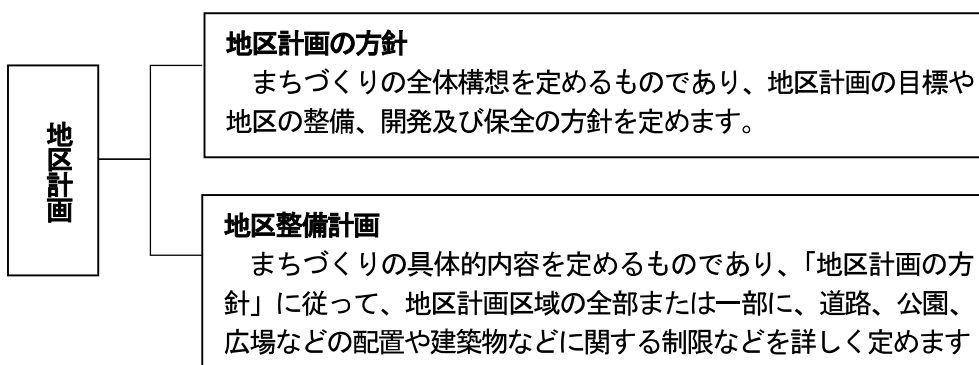 地区計画
地区計画の方針
まちづくりの全体構想を定めるものであり、地区計画の目標や
地区の整備、開発及び保全の方針を定めます。
地区整備計画
まちづくりの具体的内容を定めるものであり、「地区計画の方
針」に従って、地区計画区域の全部または一部に、道路、公園、
広場などの配置や建築物などに関する制限などを詳しく定めます